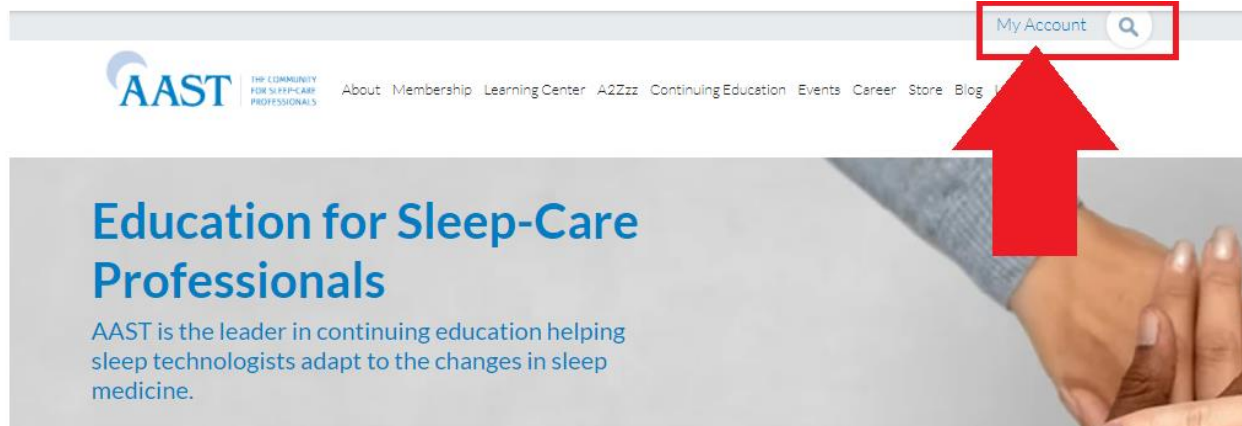 My Account
AAST
THE COMMUNITY
FOR SLEEP-CARE
PROFESSIONALS
About Membership Learning Center A2Zzz Continuing Education Events Career Store Blog
Education for Sleep-Care
Professionals
AAST is the leader in continuing education helping
sleep technologists adapt to the changes in sleep
medicine.